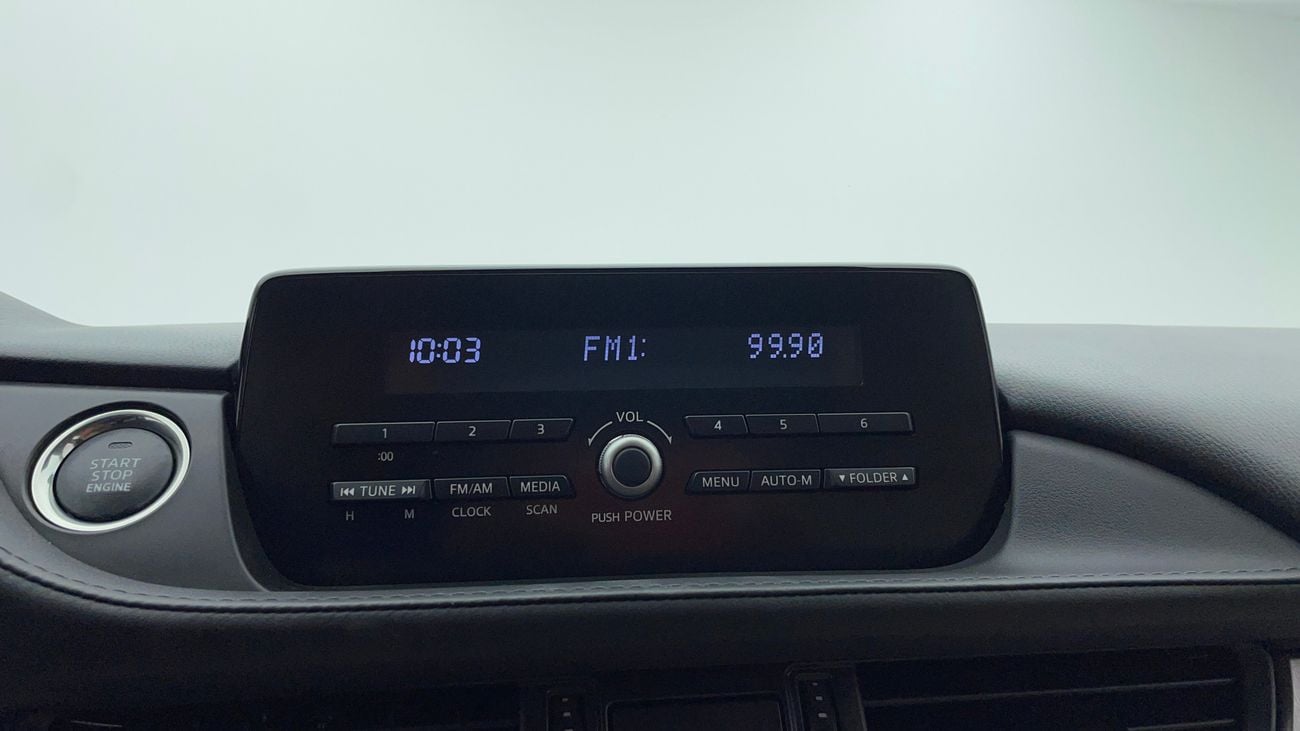 10:03 FM1: 99.90
VOL
1 2 3 4 5 6
:00
START
STOP
ENGINE
⏮ TUNE ⏭ FM/AM MEDIA MENU AUTO-M ▼ FOLDER ▲
H M CLOCK SCAN PUSH POWER